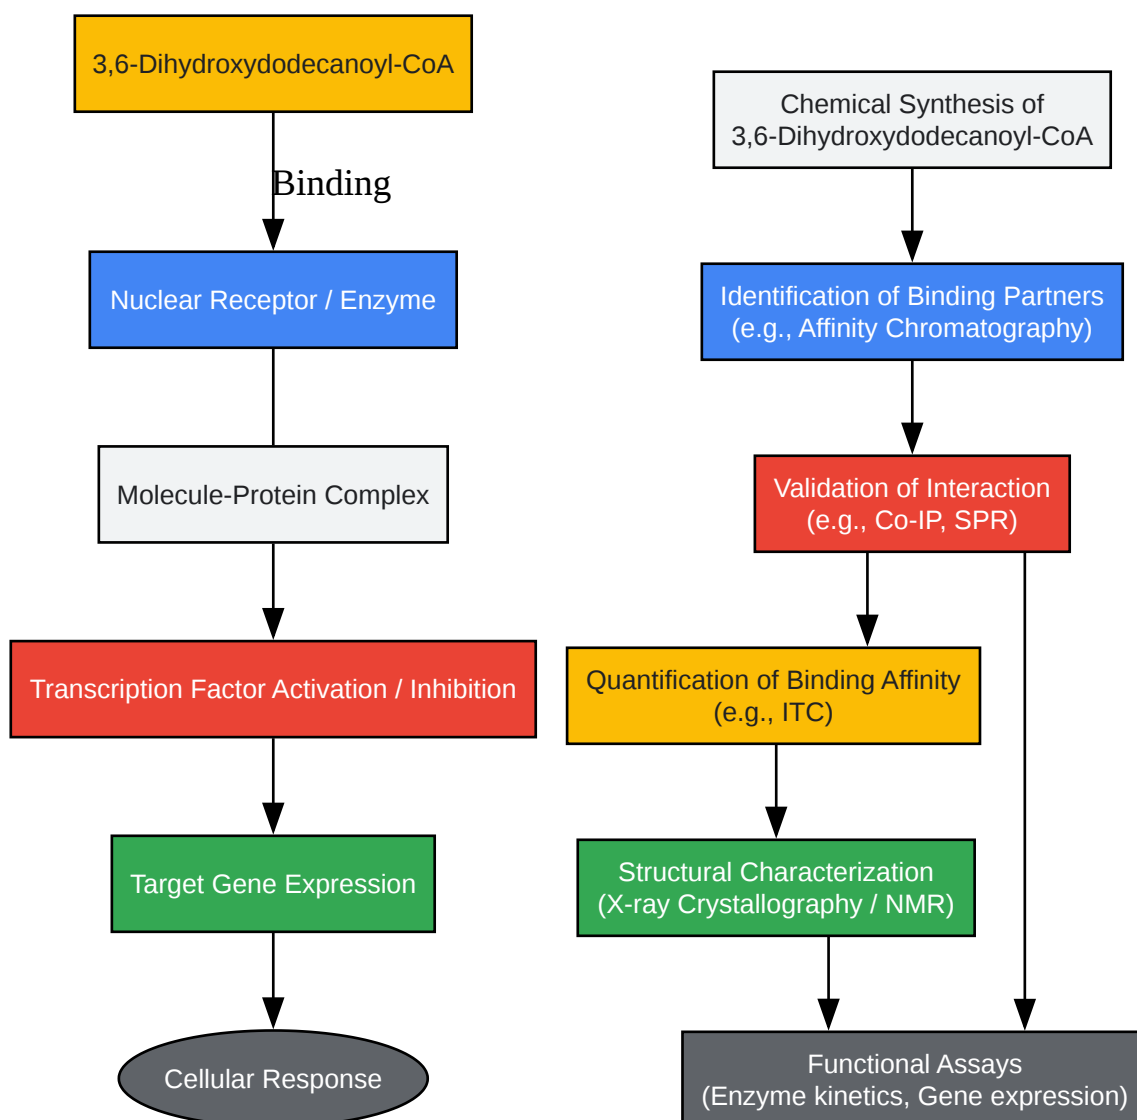 3,6-Dihydroxydodecanoyl-CoA
Binding
Nuclear Receptor / Enzyme
Molecule-Protein Complex
Transcription Factor Activation / Inhibition
Target Gene Expression
Cellular Response
Chemical Synthesis of
3,6-Dihydroxydodecanoyl-CoA
Identification of Binding Partners
(e.g., Affinity Chromatography)
Validation of Interaction
(e.g., Co-IP, SPR)
Quantification of Binding Affinity
(e.g., ITC)
Structural Characterization
(X-ray Crystallography / NMR)
Functional Assays
(Enzyme kinetics, Gene expression)